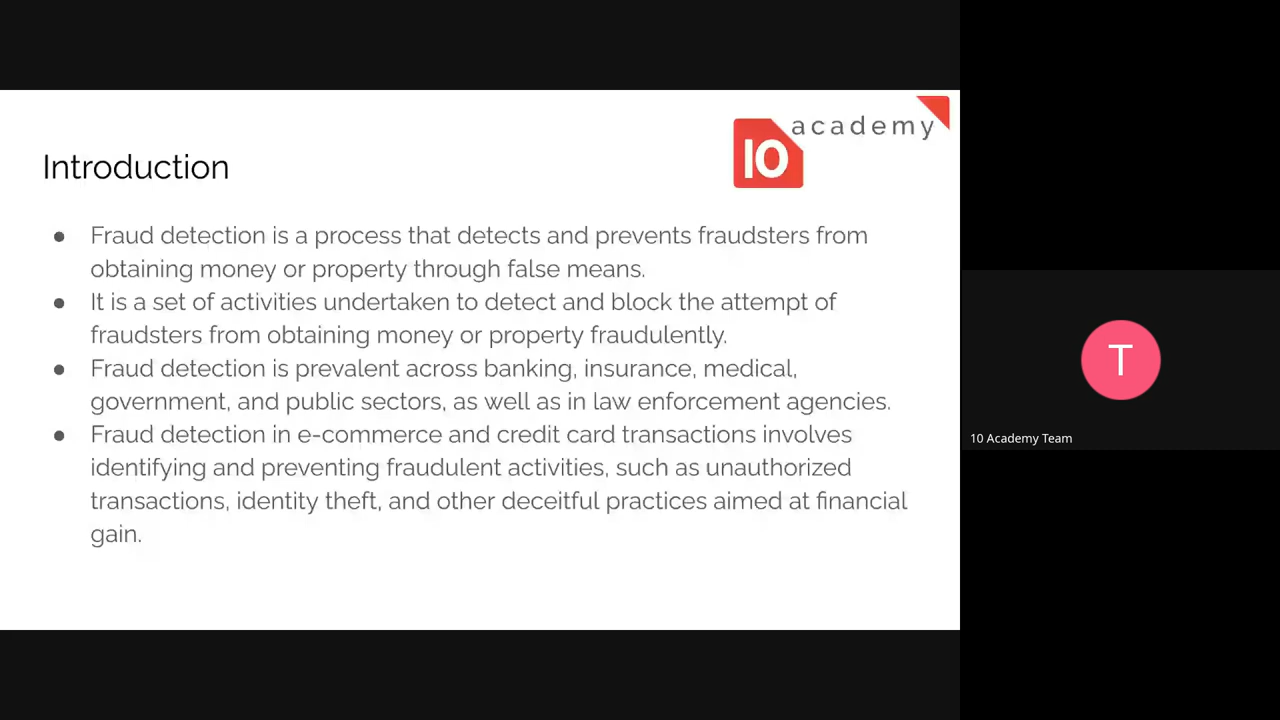 10 academy
Introduction
● Fraud detection is a process that detects and prevents fraudsters from
obtaining money or property through false means.
● It is a set of activities undertaken to detect and block the attempt of
fraudsters from obtaining money or property fraudulently.
● Fraud detection is prevalent across banking, insurance, medical,
government, and public sectors, as well as in law enforcement agencies.
● Fraud detection in e-commerce and credit card transactions involves
identifying and preventing fraudulent activities, such as unauthorized
transactions, identity theft, and other deceitful practices aimed at financial
gain.
T
10 Academy Team